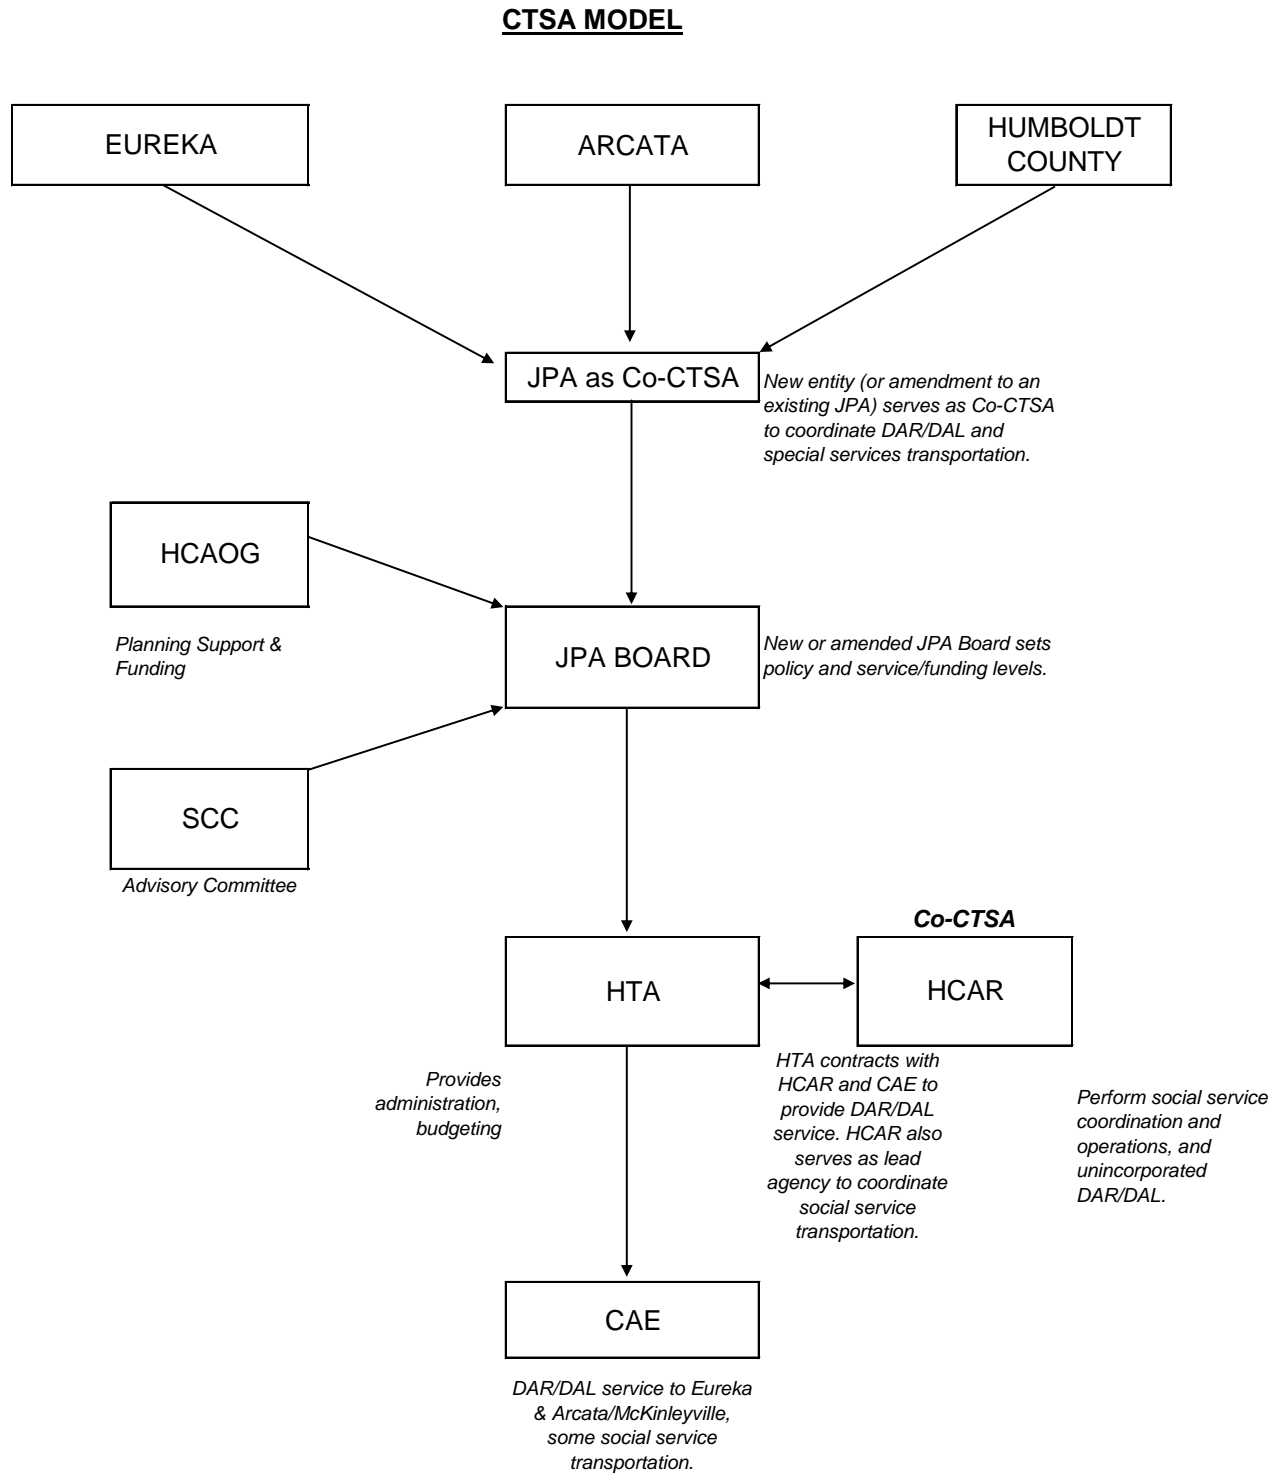 CTSA MODEL
EUREKA
ARCATA
HUMBOLDT
COUNTY
JPA as Co-CTSA
New entity (or amendment to an
existing JPA) serves as Co-CTSA
to coordinate DAR/DAL and
special services transportation.
HCAOG
Planning Support &
Funding
JPA BOARD
New or amended JPA Board sets
policy and service/funding levels.
SCC
Advisory Committee
Co-CTSA
HTA
HCAR
Provides
administration,
budgeting
HTA contracts with
HCAR and CAE to
provide DAR/DAL
service. HCAR also
serves as lead
agency to coordinate
social service
transportation.
Perform social service
coordination and
operations, and
unincorporated
DAR/DAL.
CAE
DAR/DAL service to Eureka
& Arcata/McKinleyville,
some social service
transportation.